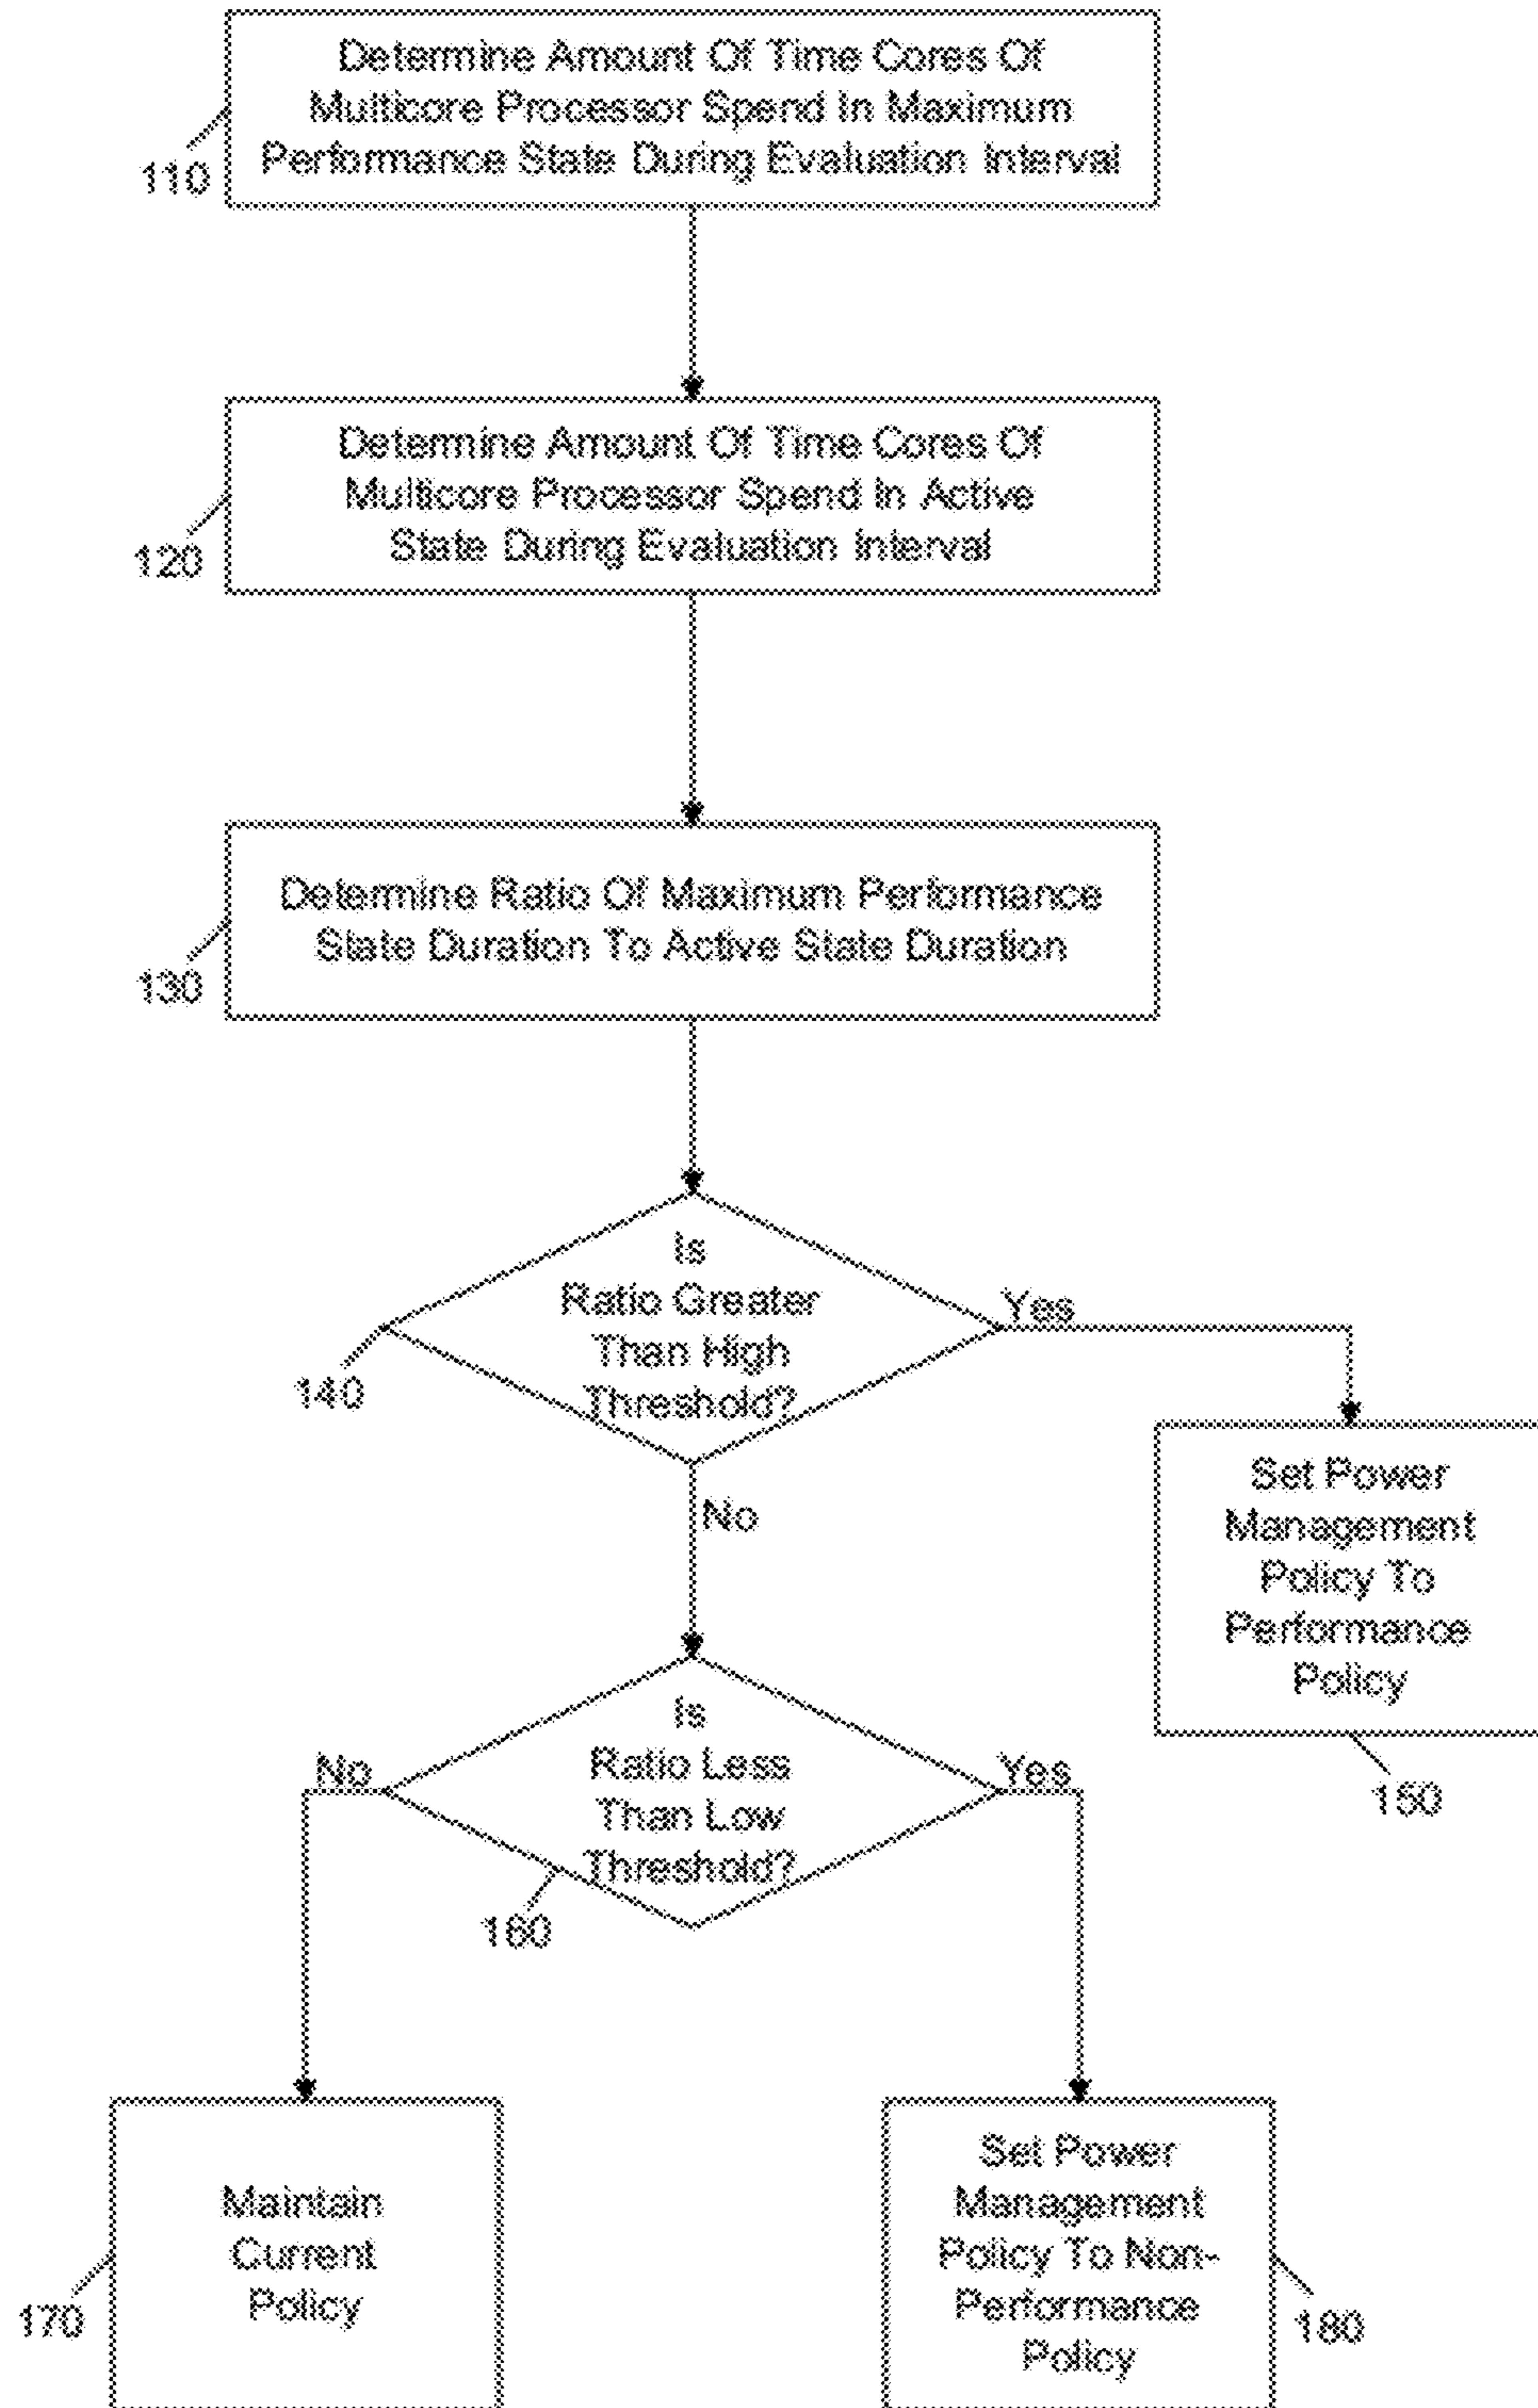 Determine Amount Of Time Cores Of
Multicore Processor Spend In Maximum
Performance State During Evaluation Interval
110
Determine Amount Of Time Cores Of
Multicore Processor Spend In Active
State During Evaluation Interval
120
Determine Ratio Of Maximum Performance
State Duration To Active State Duration
130
Is
Ratio Greater
Than High
Threshold?
Yes
140
No
Set Power
Management
Policy To
Performance
Policy
150
Is
Ratio Less
Than Low
Threshold?
No
Yes
160
Maintain
Current
Policy
170
Set Power
Management
Policy To Non-
Performance
Policy
180